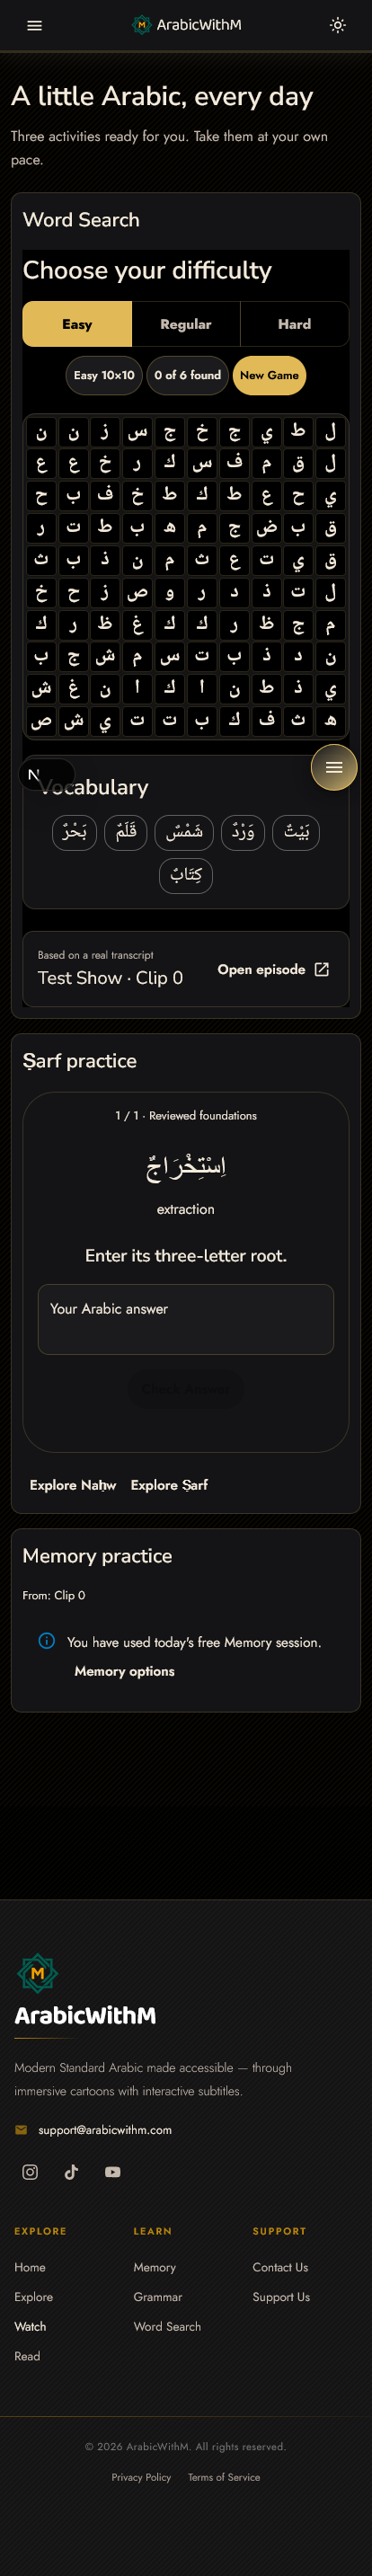 ArabicWithM
A little Arabic, every day
Three activities ready for you. Take them at your own
pace.
Word Search
Choose your difficulty
Easy Regular Hard
Easy 10×10 0 of 6 found New Game
ل ط ي ج خ ج س ز ن ن
ل ق م ف س ك ر خ ع ع
ي ح ع ط ك ط خ ف ب ح
ق ب ض ج م ه ب ط ت ر
ق ي ت ع ث م ن ذ ب ث
ل ت ذ د ر و ص ز ح خ
م ج ظ ر ك ك غ ظ ر ك
ن د ذ ب ت س م ش ج ب
ي ذ ط ن ا ك ا ن غ ش
ه ث ف ك ب ت ت ي ش ص
N
Vocabulary
بَيْتٌ وَرْدٌ شَمْسٌ قَلَمٌ بَحْرٌ
كِتَابٌ
Based on a real transcript
Test Show · Clip 0
Open episode
Ṣarf practice
1 / 1 · Reviewed foundations
اِسْتِخْرَاجٌ
extraction
Enter its three-letter root.
Your Arabic answer
Check Answer
Explore Naḥw Explore Ṣarf
Memory practice
From: Clip 0
You have used today's free Memory session.
Memory options
M
ArabicWithM
Modern Standard Arabic made accessible — through
immersive cartoons with interactive subtitles.
support@arabicwithm.com
EXPLORE LEARN SUPPORT
Home Memory Contact Us
Explore Grammar Support Us
Watch Word Search
Read
© 2026 ArabicWithM. All rights reserved.
Privacy Policy Terms of Service